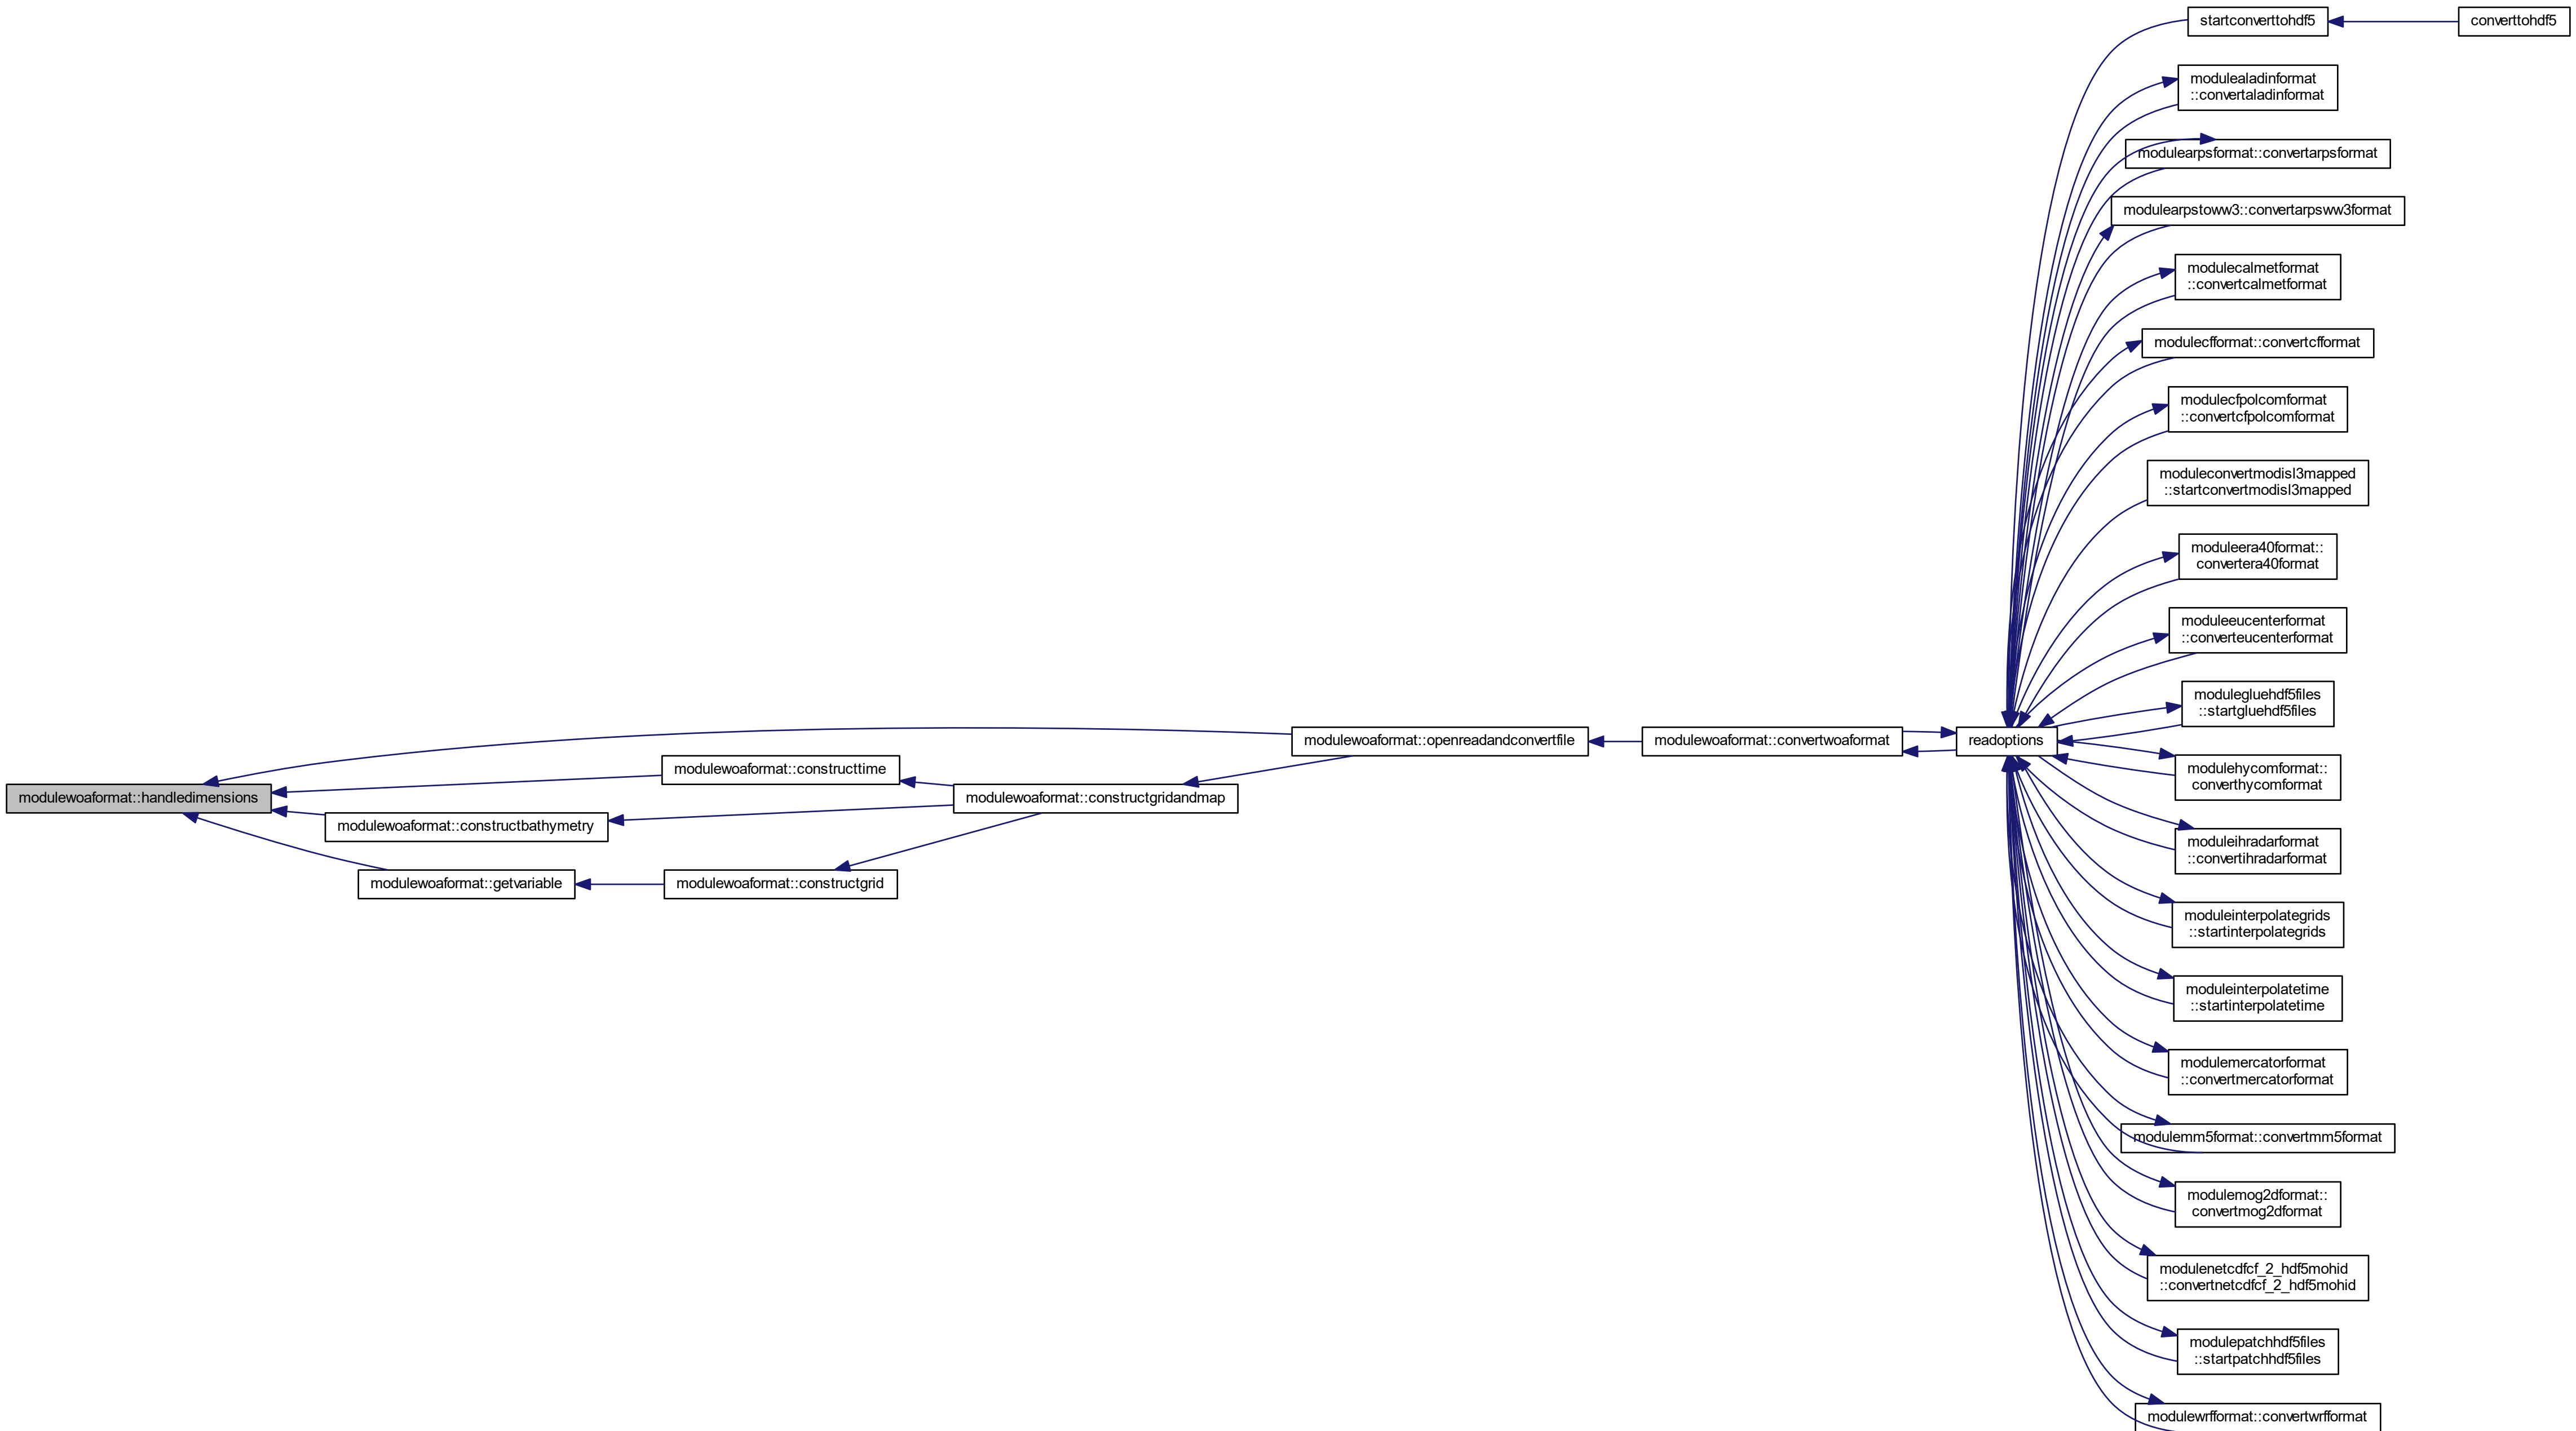 startconverttohdf5
converttohdf5
modulealadinformat
::convertaladinformat
modulearpsformat::convertarpsformat
modulearpstoww3::convertarpsww3format
modulecalmetformat
::convertcalmetformat
modulecfformat::convertcfformat
modulecfpolcomformat
::convertcfpolcomformat
moduleconvertmodisl3mapped
::startconvertmodisl3mapped
moduleera40format::
convertera40format
moduleeucenterformat
::converteucenterformat
modulegluehdf5files
::startgluehdf5files
modulewoaformat::openreadandconvertfile
modulewoaformat::convertwoaformat
readoptions
modulehycomformat::
converthycomformat
modulewoaformat::constructtime
modulewoaformat::handledimensions
modulewoaformat::constructgridandmap
modulewoaformat::constructbathymetry
moduleihradarformat
::convertihradarformat
modulewoaformat::getvariable
modulewoaformat::constructgrid
moduleinterpolategrids
::startinterpolategrids
moduleinterpolatetime
::startinterpolatetime
modulemercatorformat
::convertmercatorformat
modulemm5format::convertmm5format
modulemog2dformat::
convertmog2dformat
modulenetcdfcf_2_hdf5mohid
::convertnetcdfcf_2_hdf5mohid
modulepatchhdf5files
::startpatchhdf5files
modulewrfformat::convertwrfformat